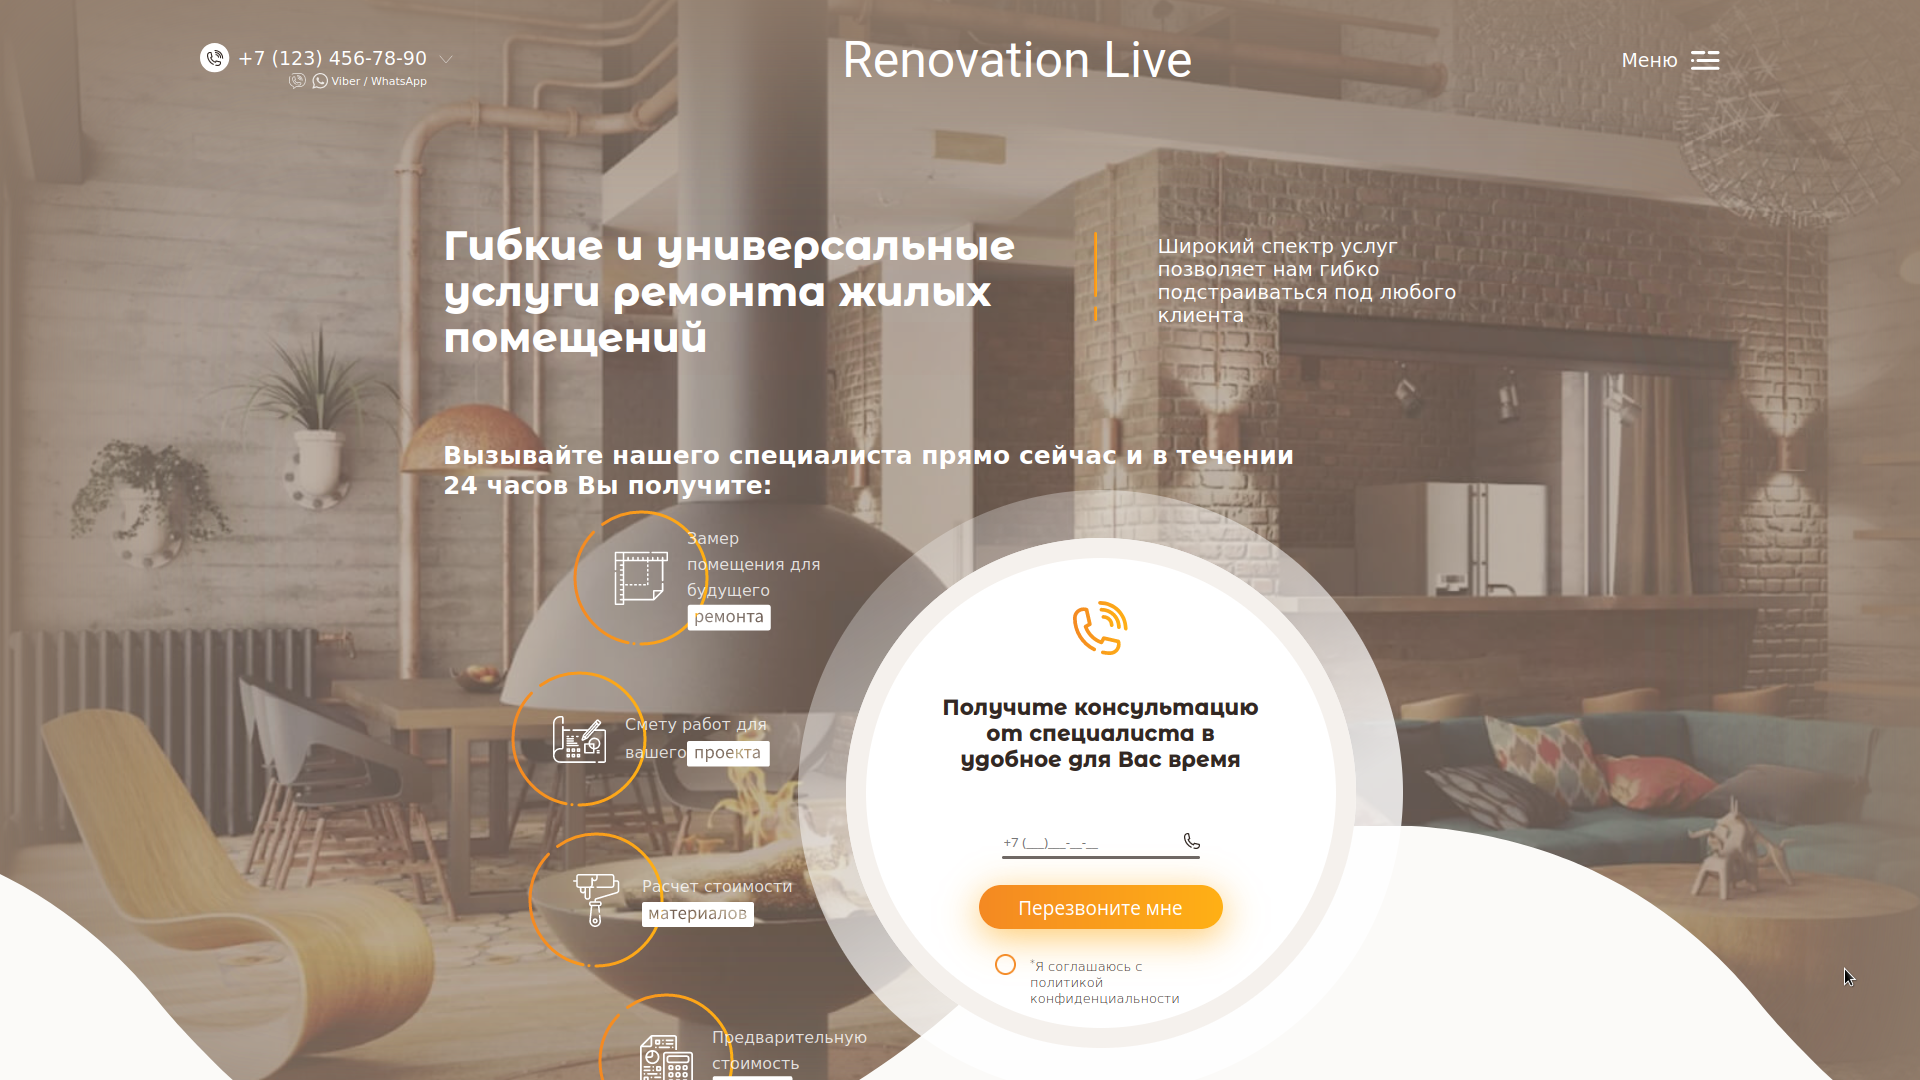 +7 (123) 456-78-90
Viber / WhatsApp
Renovation Live
Меню
Гибкие и универсальные
услуги ремонта жилых
помещений
Широкий спектр услуг
позволяет нам гибко
подстраиваться под любого
клиента
Вызывайте нашего специалиста прямо сейчас и в течении
24 часов Вы получите:
Замер
помещения для
будущего
ремонта
Смету работ для
вашего проекта
Расчет стоимости
материалов
Предварительную
стоимость
Получите консультацию
от специалиста в
удобное для Вас время
+7 (___)___-__-__
Перезвоните мне
*Я соглашаюсь с
политикой
конфиденциальности